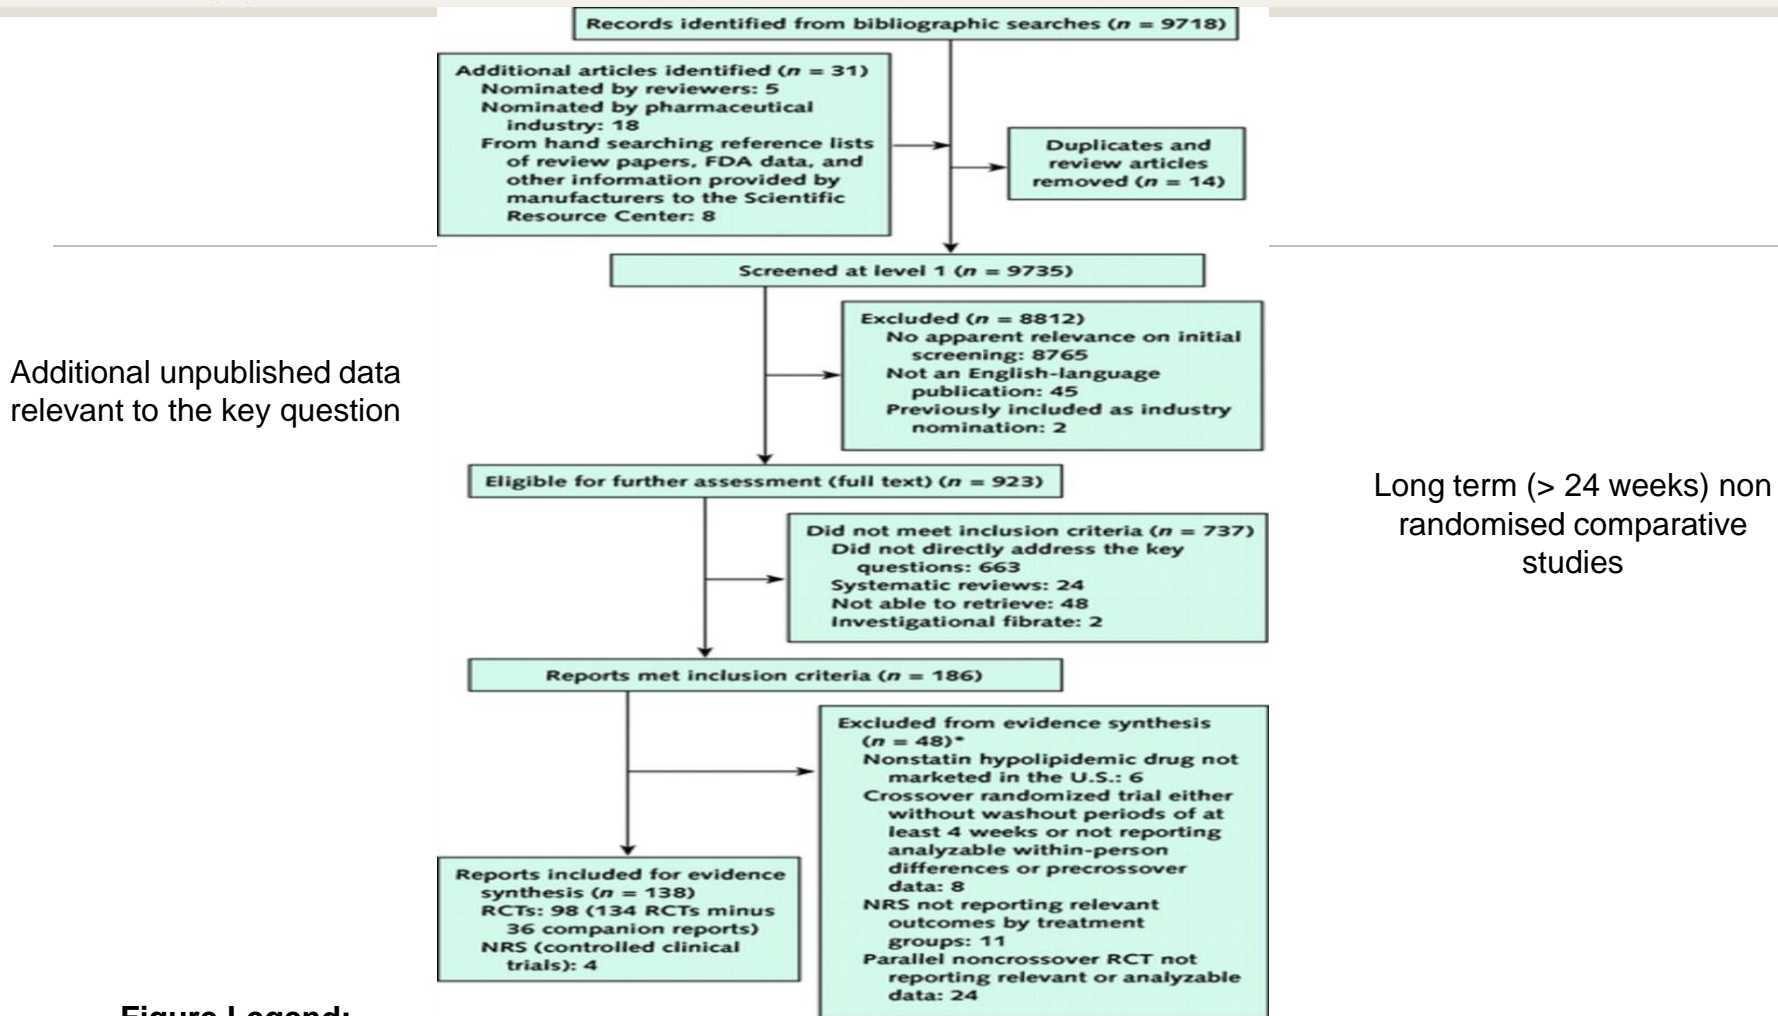 Records identified from bibliographic searches (n = 9718)
Additional articles identified (n = 31)
Nominated by reviewers: 5
Nominated by pharmaceutical
industry: 18
From hand searching reference lists
of review papers, FDA data, and
other information provided by
manufacturers to the Scientific
Resource Center: 8
Duplicates and
review articles
removed (n = 14)
Screened at level 1 (n = 9735)
Excluded (n = 8812)
No apparent relevance on initial
screening: 8765
Not an English-language
publication: 45
Previously included as industry
nomination: 2
Additional unpublished data
relevant to the key question
Eligible for further assessment (full text) (n = 923)
Long term (> 24 weeks) non
randomised comparative
studies
Did not meet inclusion criteria (n = 737)
Did not directly address the key
questions: 663
Systematic reviews: 24
Not able to retrieve: 48
Investigational fibrate: 2
Reports met inclusion criteria (n = 186)
Excluded from evidence synthesis
(n = 48)*
Nonstatin hypolipidemic drug not
marketed in the U.S.: 6
Crossover randomized trial either
without washout periods of at
least 4 weeks or not reporting
analyzable within-person
differences or precrossover
data: 8
NRS not reporting relevant
outcomes by treatment
groups: 11
Parallel noncrossover RCT not
reporting relevant or analyzable
data: 24
Reports included for evidence
synthesis (n = 138)
RCTs: 98 (134 RCTs minus
36 companion reports)
NRS (controlled clinical
trials): 4
Figure Legend: